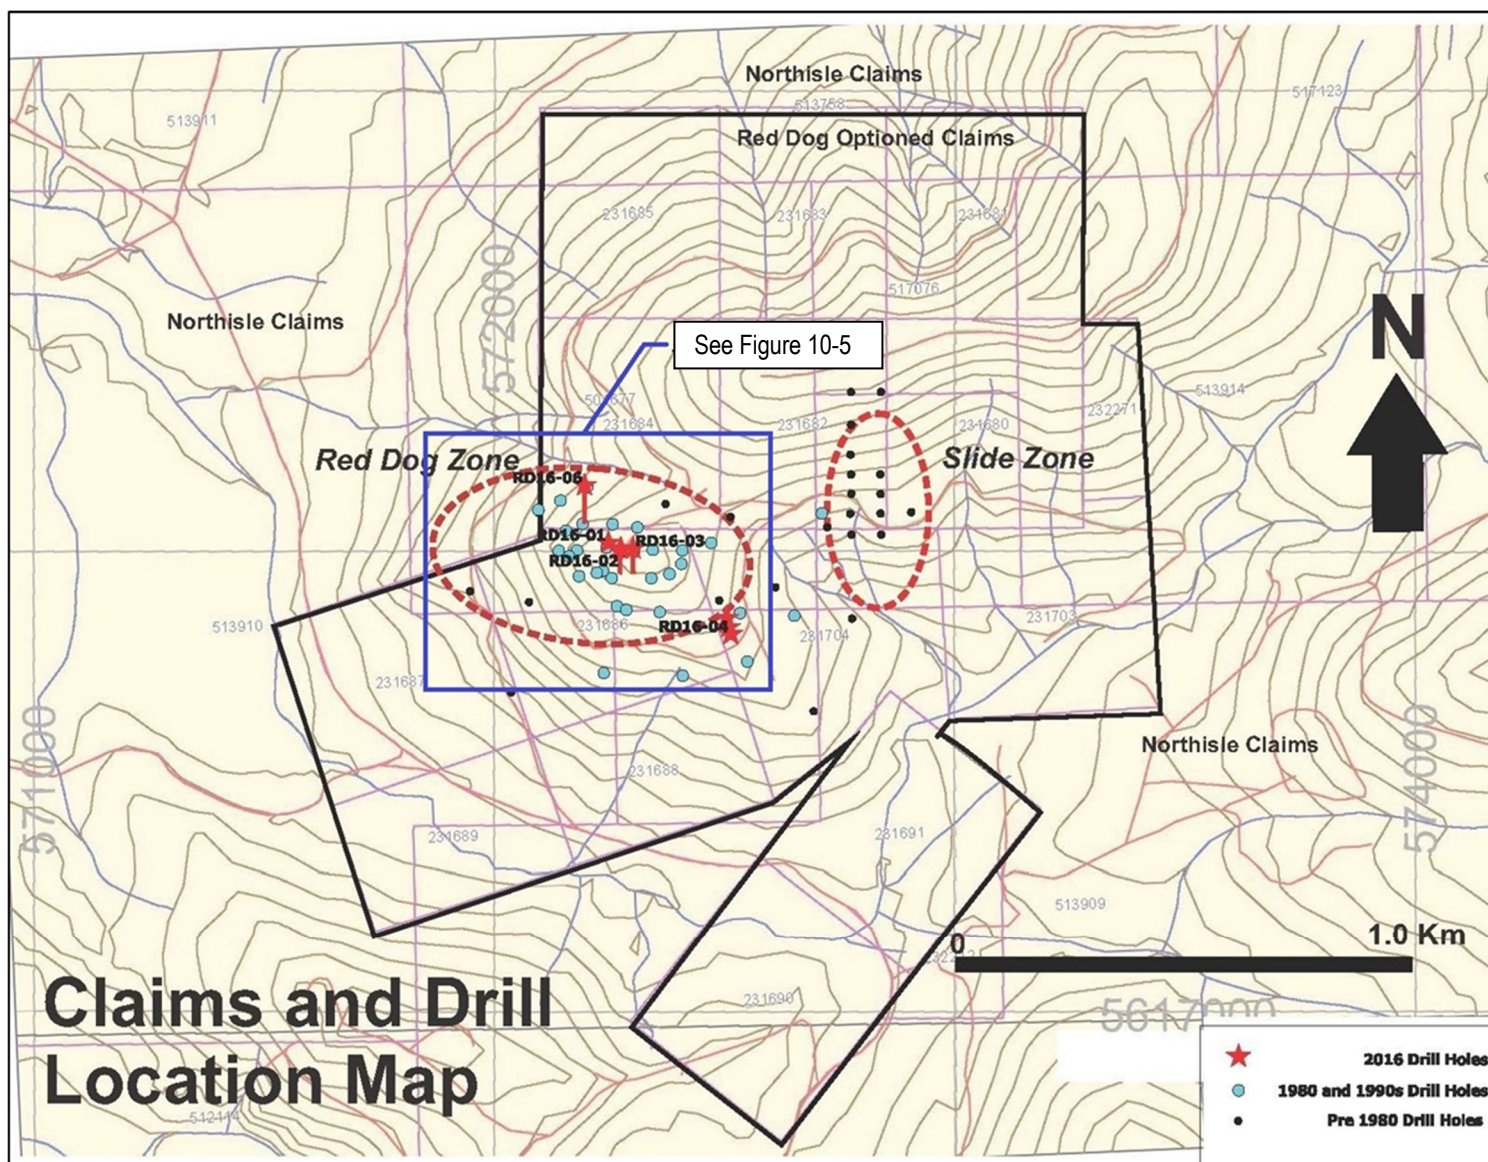 Northisle Claims
513758
517123
513911
Red Dog Optioned Claims
231685
231683
231681
572000
517076
Northisle Claims
N
See Figure 10-5
513914
231684
231682
231680
232271
Red Dog Zone
Slide Zone
RD16-06
RD16-01
RD16-03
RD16-02
513910
231686
RD16-04
231704
231703
231687
571000
574000
Northisle Claims
231688
231689
231691
513909
0
1.0 Km
231690
5617000
Claims and Drill
Location Map
2016 Drill Holes
1980 and 1990s Drill Holes
Pre 1980 Drill Holes